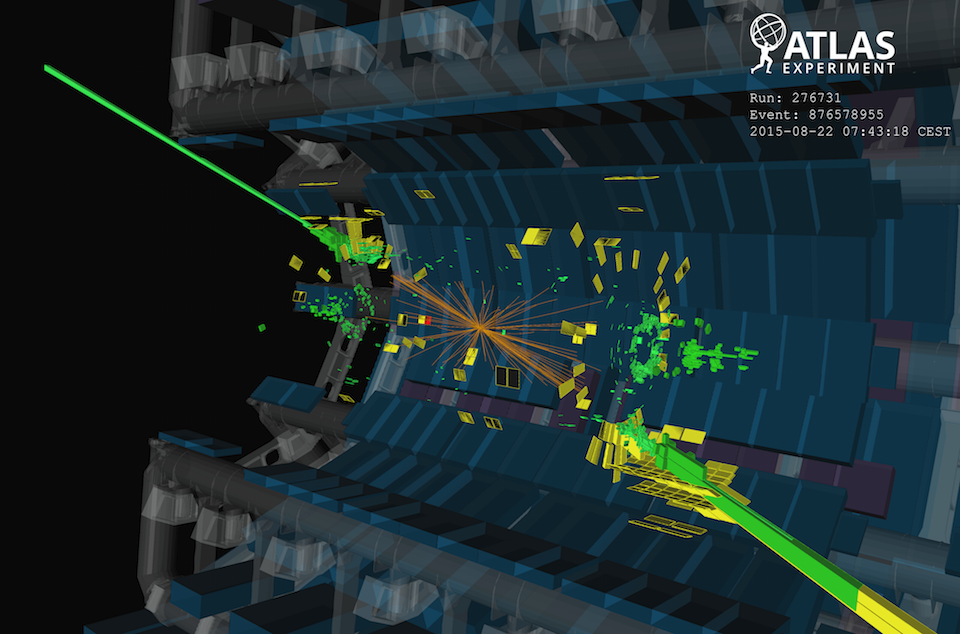 ATLAS
EXPERIMENT
Run: 276731
Event: 876578955
2015-08-22 07:43:18 CEST